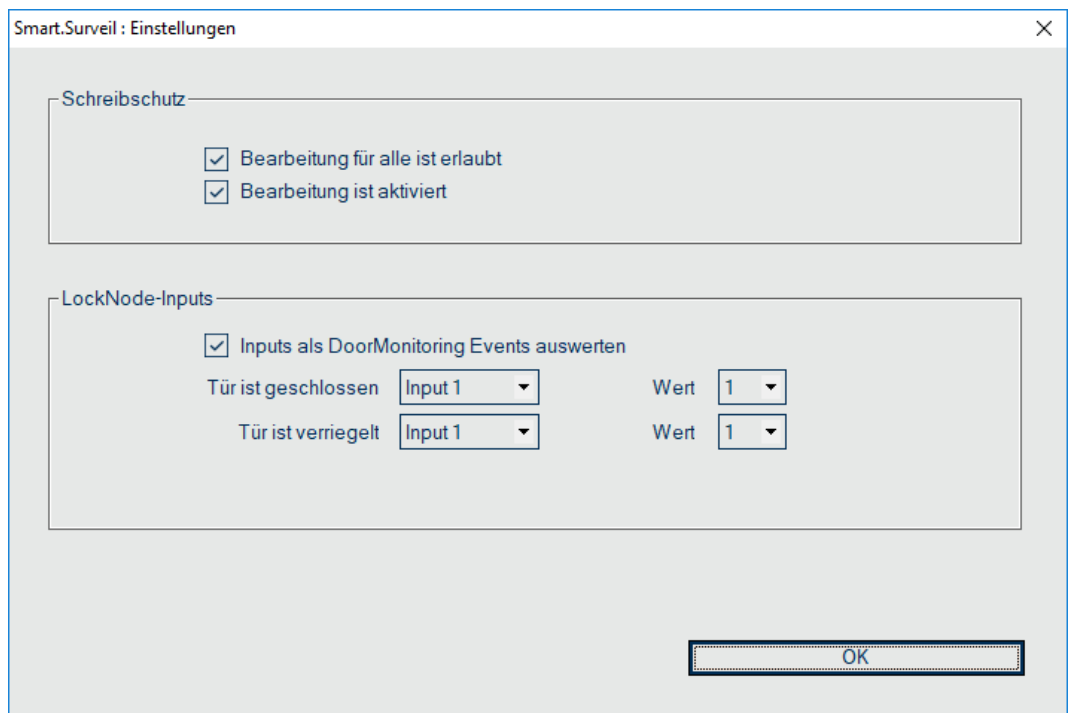 Smart.Surveil : Einstellungen
Schreibschutz
Bearbeitung für alle ist erlaubt
Bearbeitung ist aktiviert
LockNode-Inputs
Inputs als DoorMonitoring Events auswerten
Tür ist geschlossen Input 1 Wert 1
Tür ist verriegelt Input 1 Wert 1
OK